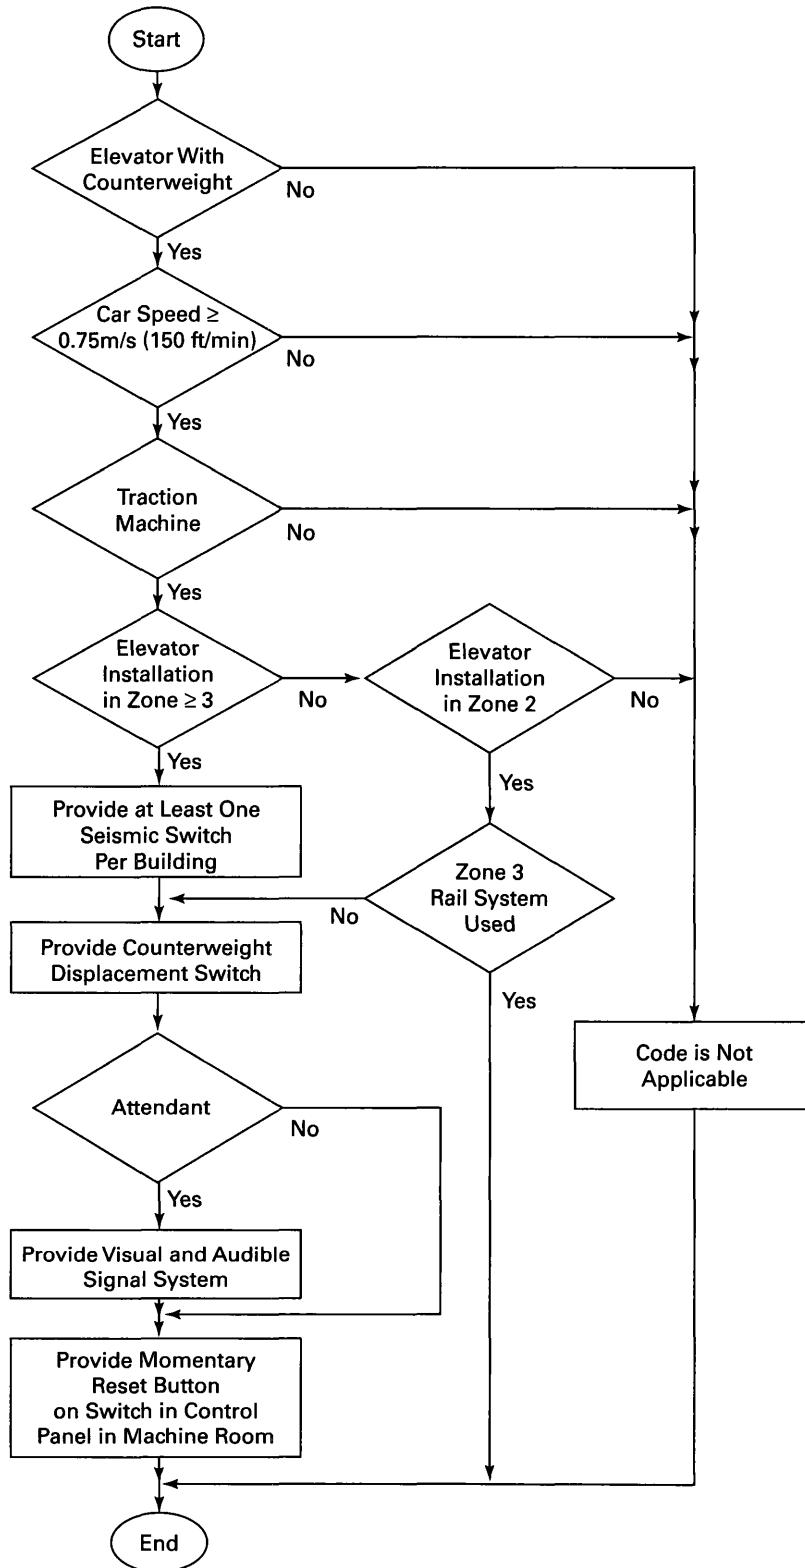 Start
Elevator With
Counterweight
No
Yes
Car Speed ≥
0.75m/s (150 ft/min)
No
Yes
Traction
Machine
No
Yes
Elevator
Installation
in Zone ≥ 3
No
Elevator
Installation
in Zone 2
No
Yes
Yes
Provide at Least One
Seismic Switch
Per Building
Zone 3
Rail System
Used
No
Yes
Provide Counterweight
Displacement Switch
Code is Not
Applicable
Attendant
No
Yes
Provide Visual and Audible
Signal System
Provide Momentary
Reset Button
on Switch in Control
Panel in Machine Room
End